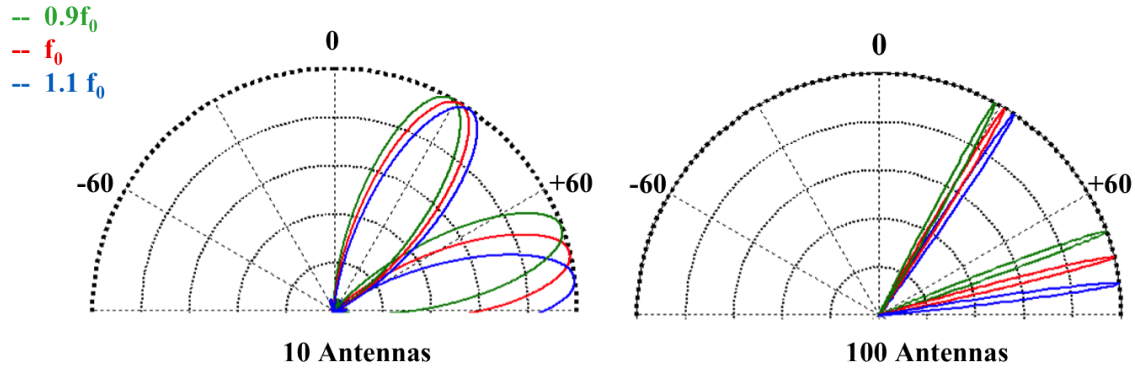 -- 0.9f₀
-- f₀
-- 1.1 f₀
0
-60
+60
10 Antennas
0
-60
+60
100 Antennas